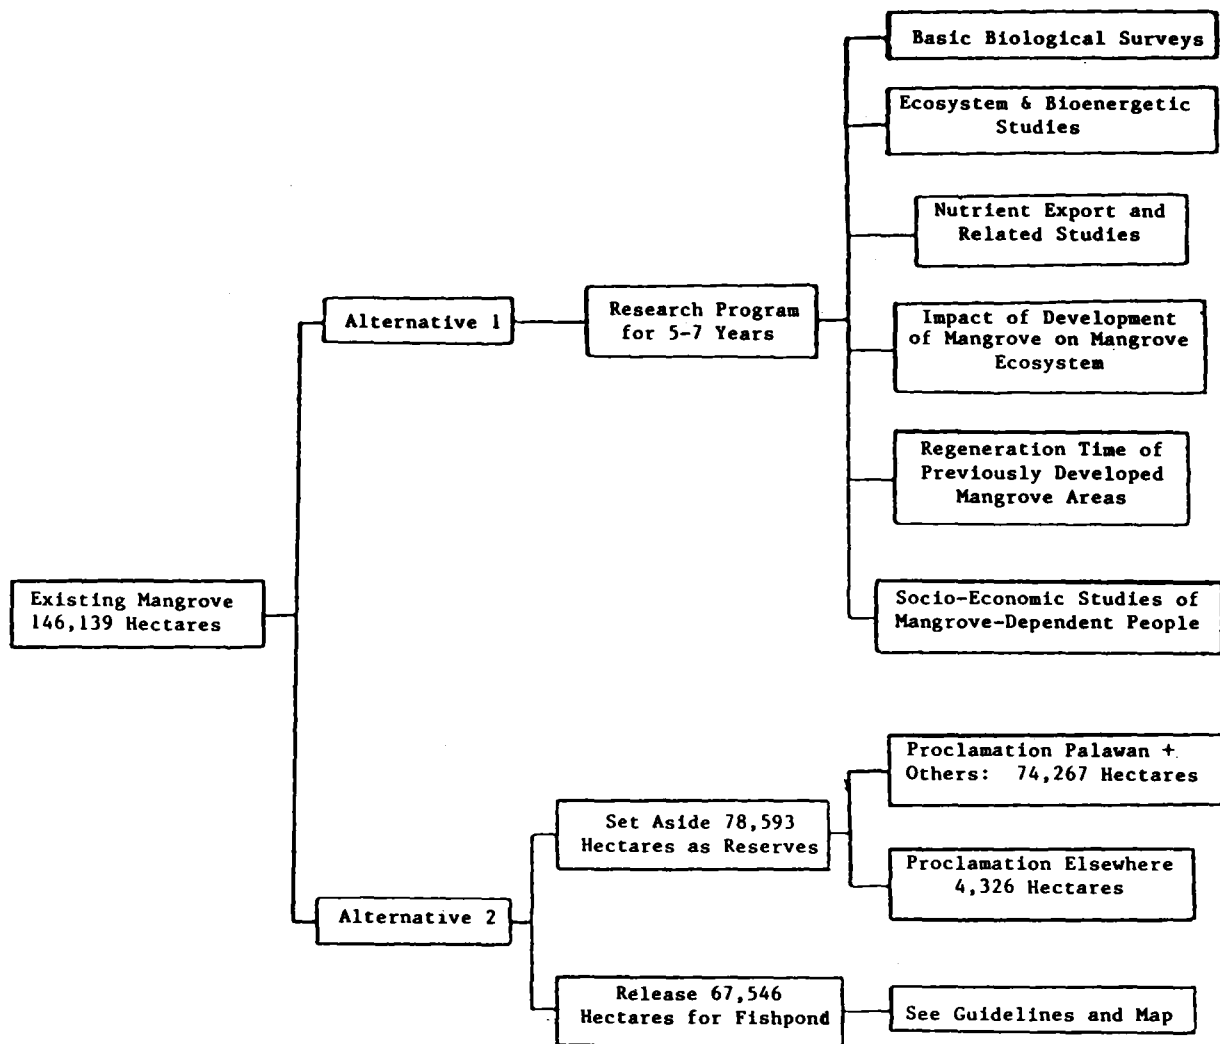 Basic Biological Surveys
Ecosystem & Bioenergetic
Studies
Nutrient Export and
Related Studies
Alternative 1
Research Program
for 5-7 Years
Impact of Development
of Mangrove on Mangrove
Ecosystem
Regeneration Time of
Previously Developed
Mangrove Areas
Existing Mangrove
146,139 Hectares
Socio-Economic Studies of
Mangrove-Dependent People
Proclamation Palawan +
Others: 74,267 Hectares
Set Aside 78,593
Hectares as Reserves
Proclamation Elsewhere
4,326 Hectares
Alternative 2
Release 67,546
Hectares for Fishpond
See Guidelines and Map